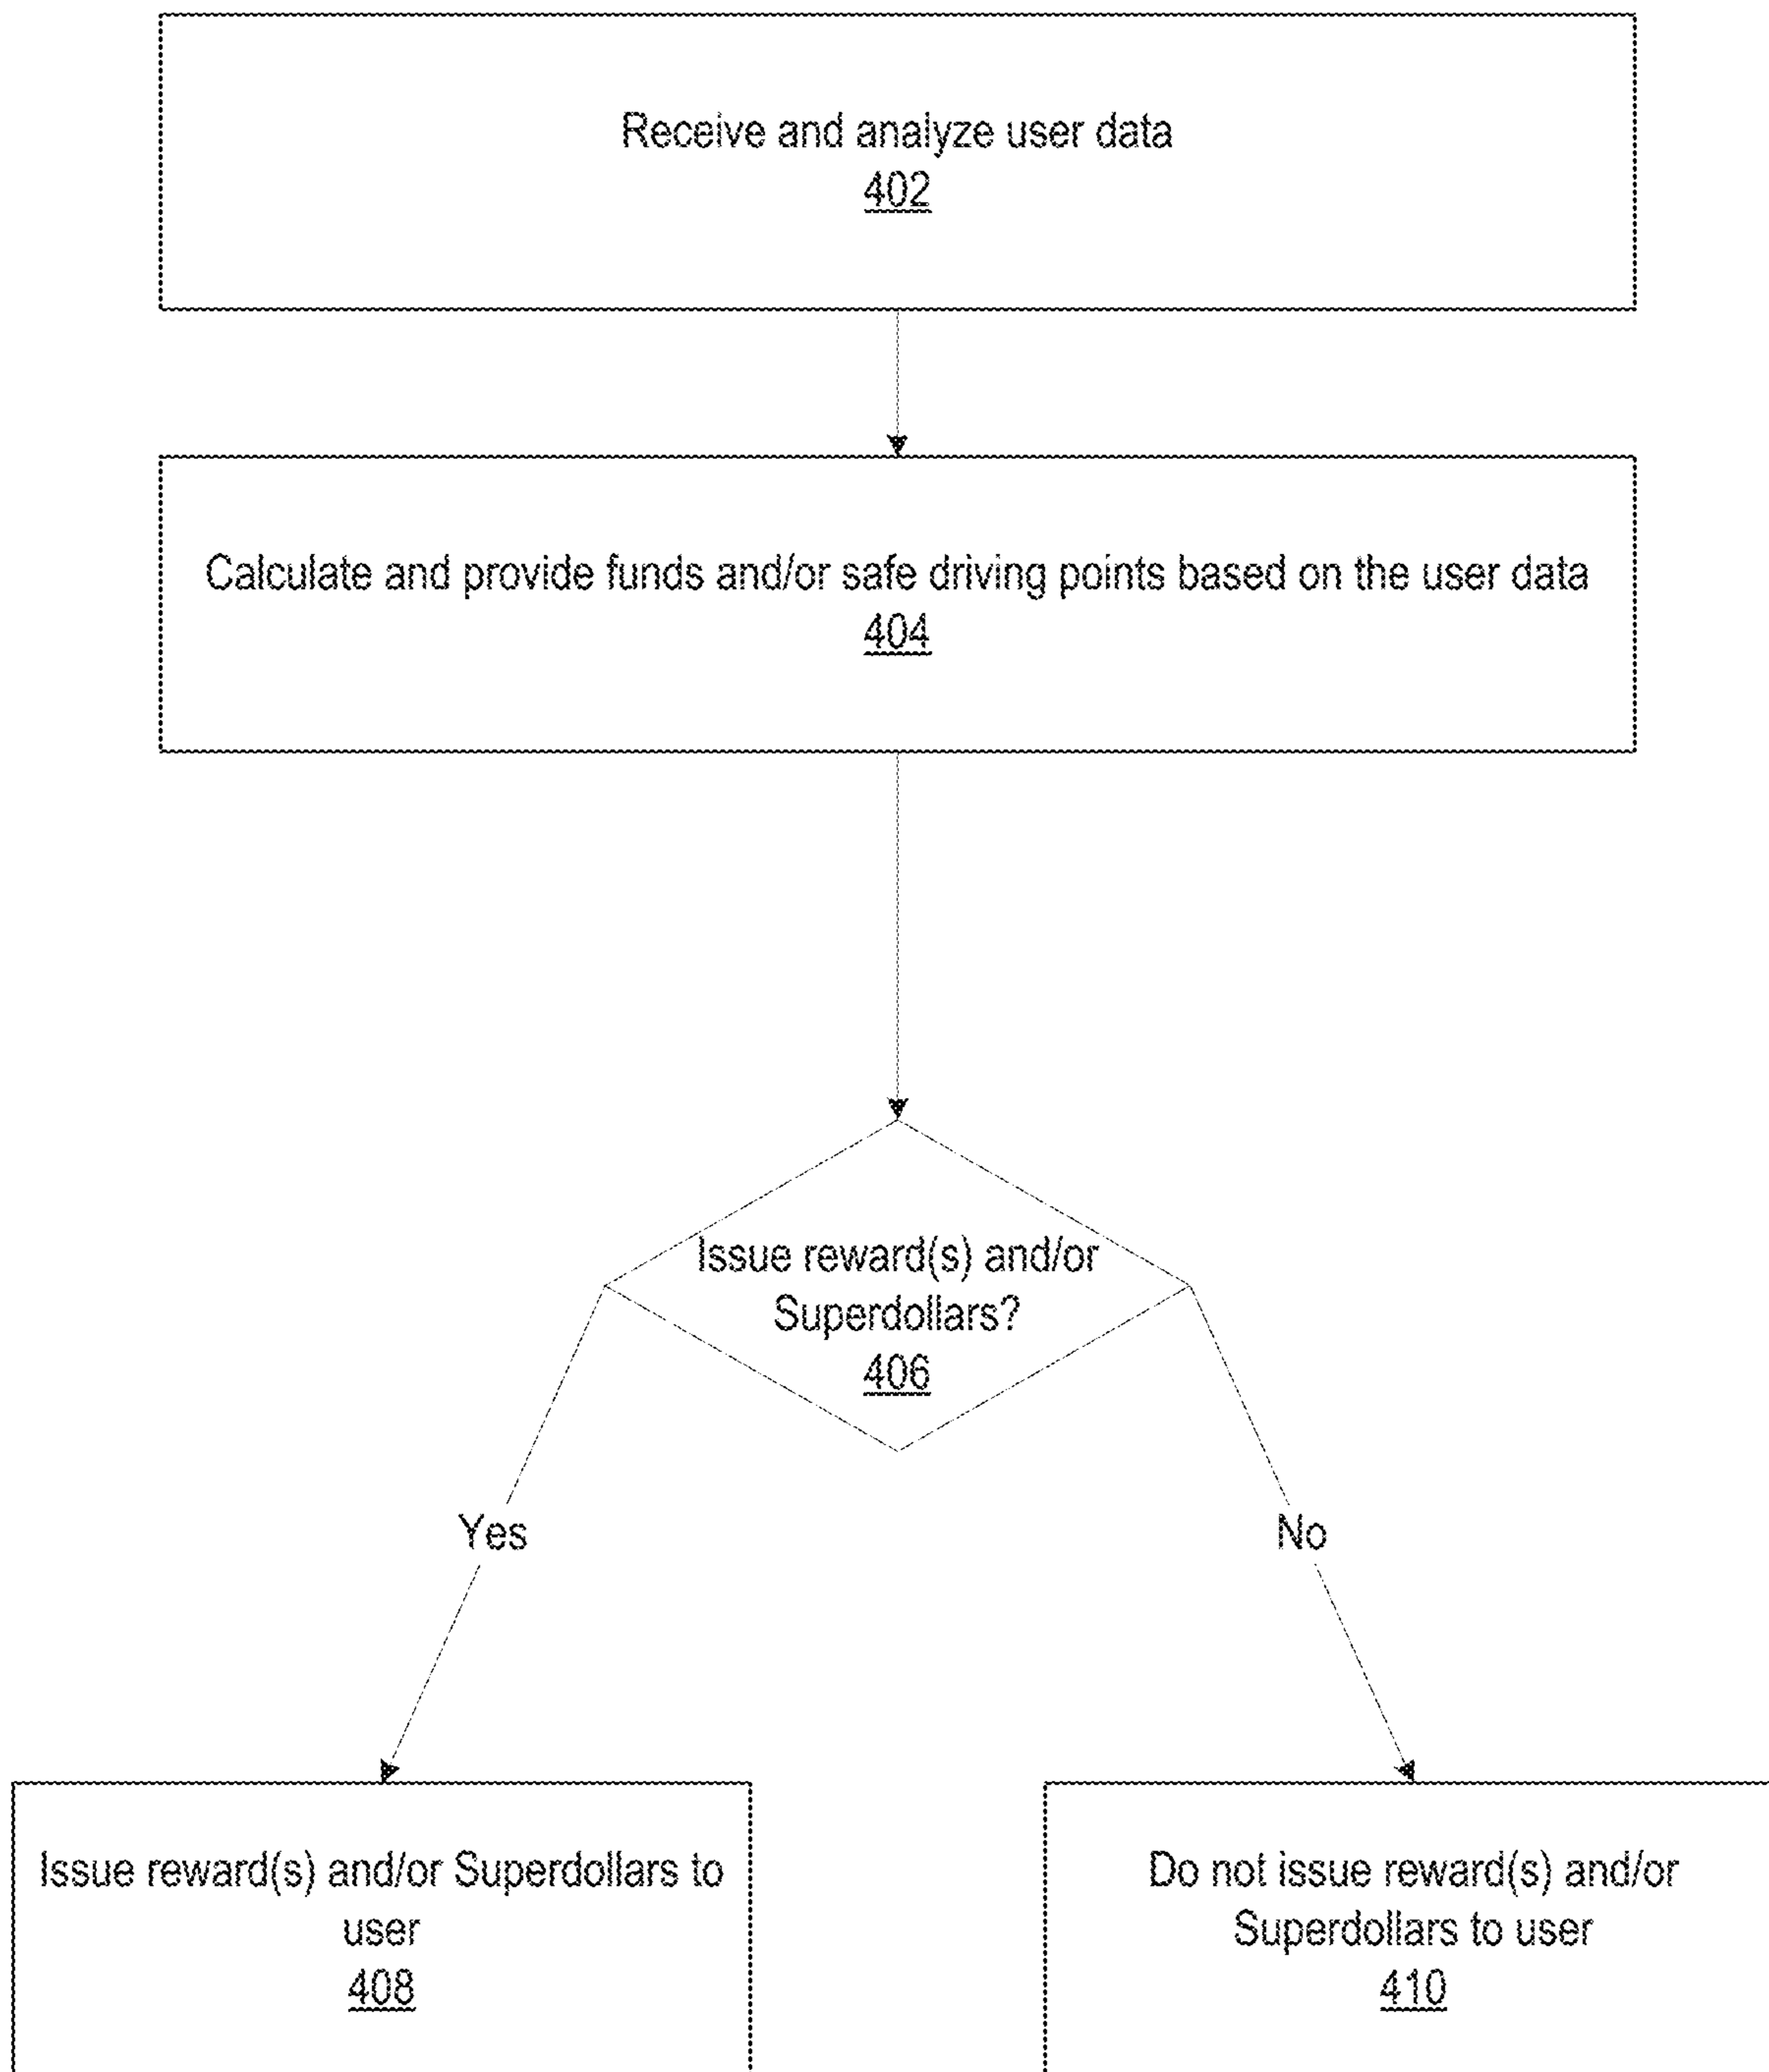 Receive and analyze user data
402
Calculate and provide funds and/or safe driving points based on the user data
404
Issue reward(s) and/or
Superdollars?
406
Yes
No
Issue reward(s) and/or Superdollars to
user
408
Do not issue reward(s) and/or
Superdollars to user
410